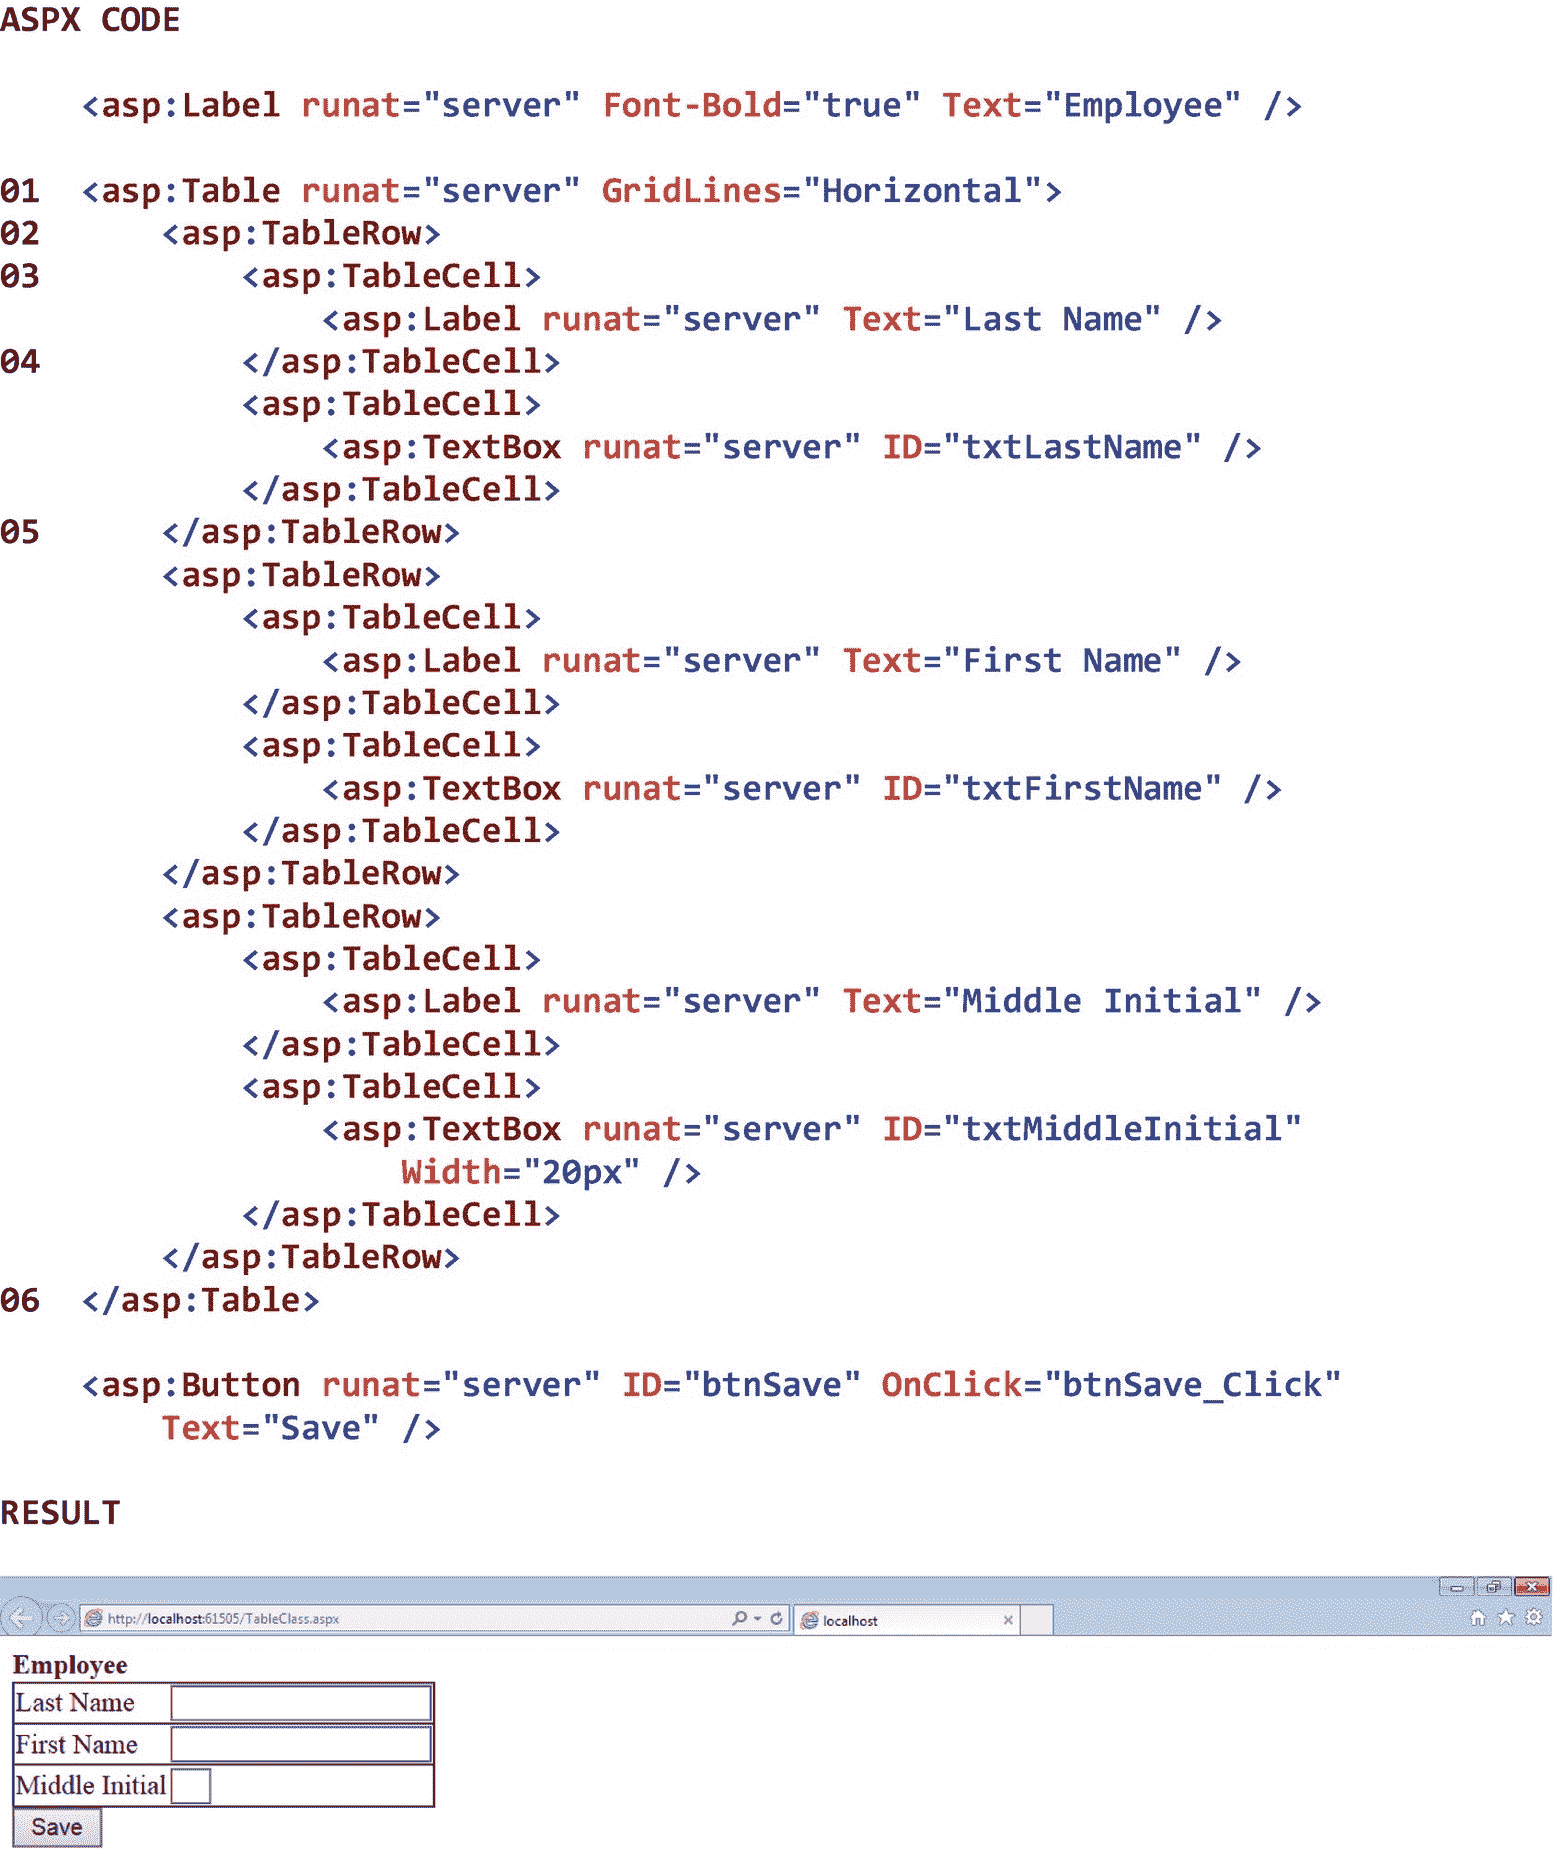 ASPX CODE
<asp:Label runat="server" Font-Bold="true" Text="Employee" />
01 <asp:Table runat="server" GridLines="Horizontal">
02 <asp:TableRow>
03 <asp:TableCell>
<asp:Label runat="server" Text="Last Name" />
04 </asp:TableCell>
<asp:TableCell>
<asp:TextBox runat="server" ID="txtLastName" />
</asp:TableCell>
05 </asp:TableRow>
<asp:TableRow>
<asp:TableCell>
<asp:Label runat="server" Text="First Name" />
</asp:TableCell>
<asp:TableCell>
<asp:TextBox runat="server" ID="txtFirstName" />
</asp:TableCell>
</asp:TableRow>
<asp:TableRow>
<asp:TableCell>
<asp:Label runat="server" Text="Middle Initial" />
</asp:TableCell>
<asp:TableCell>
<asp:TextBox runat="server" ID="txtMiddleInitial"
Width="20px" />
</asp:TableCell>
</asp:TableRow>
06 </asp:Table>
<asp:Button runat="server" ID="btnSave" OnClick="btnSave_Click"
Text="Save" />
RESULT
http://localhost:61505/TableClass.aspx localhost
Employee
Last Name
First Name
Middle Initial
Save